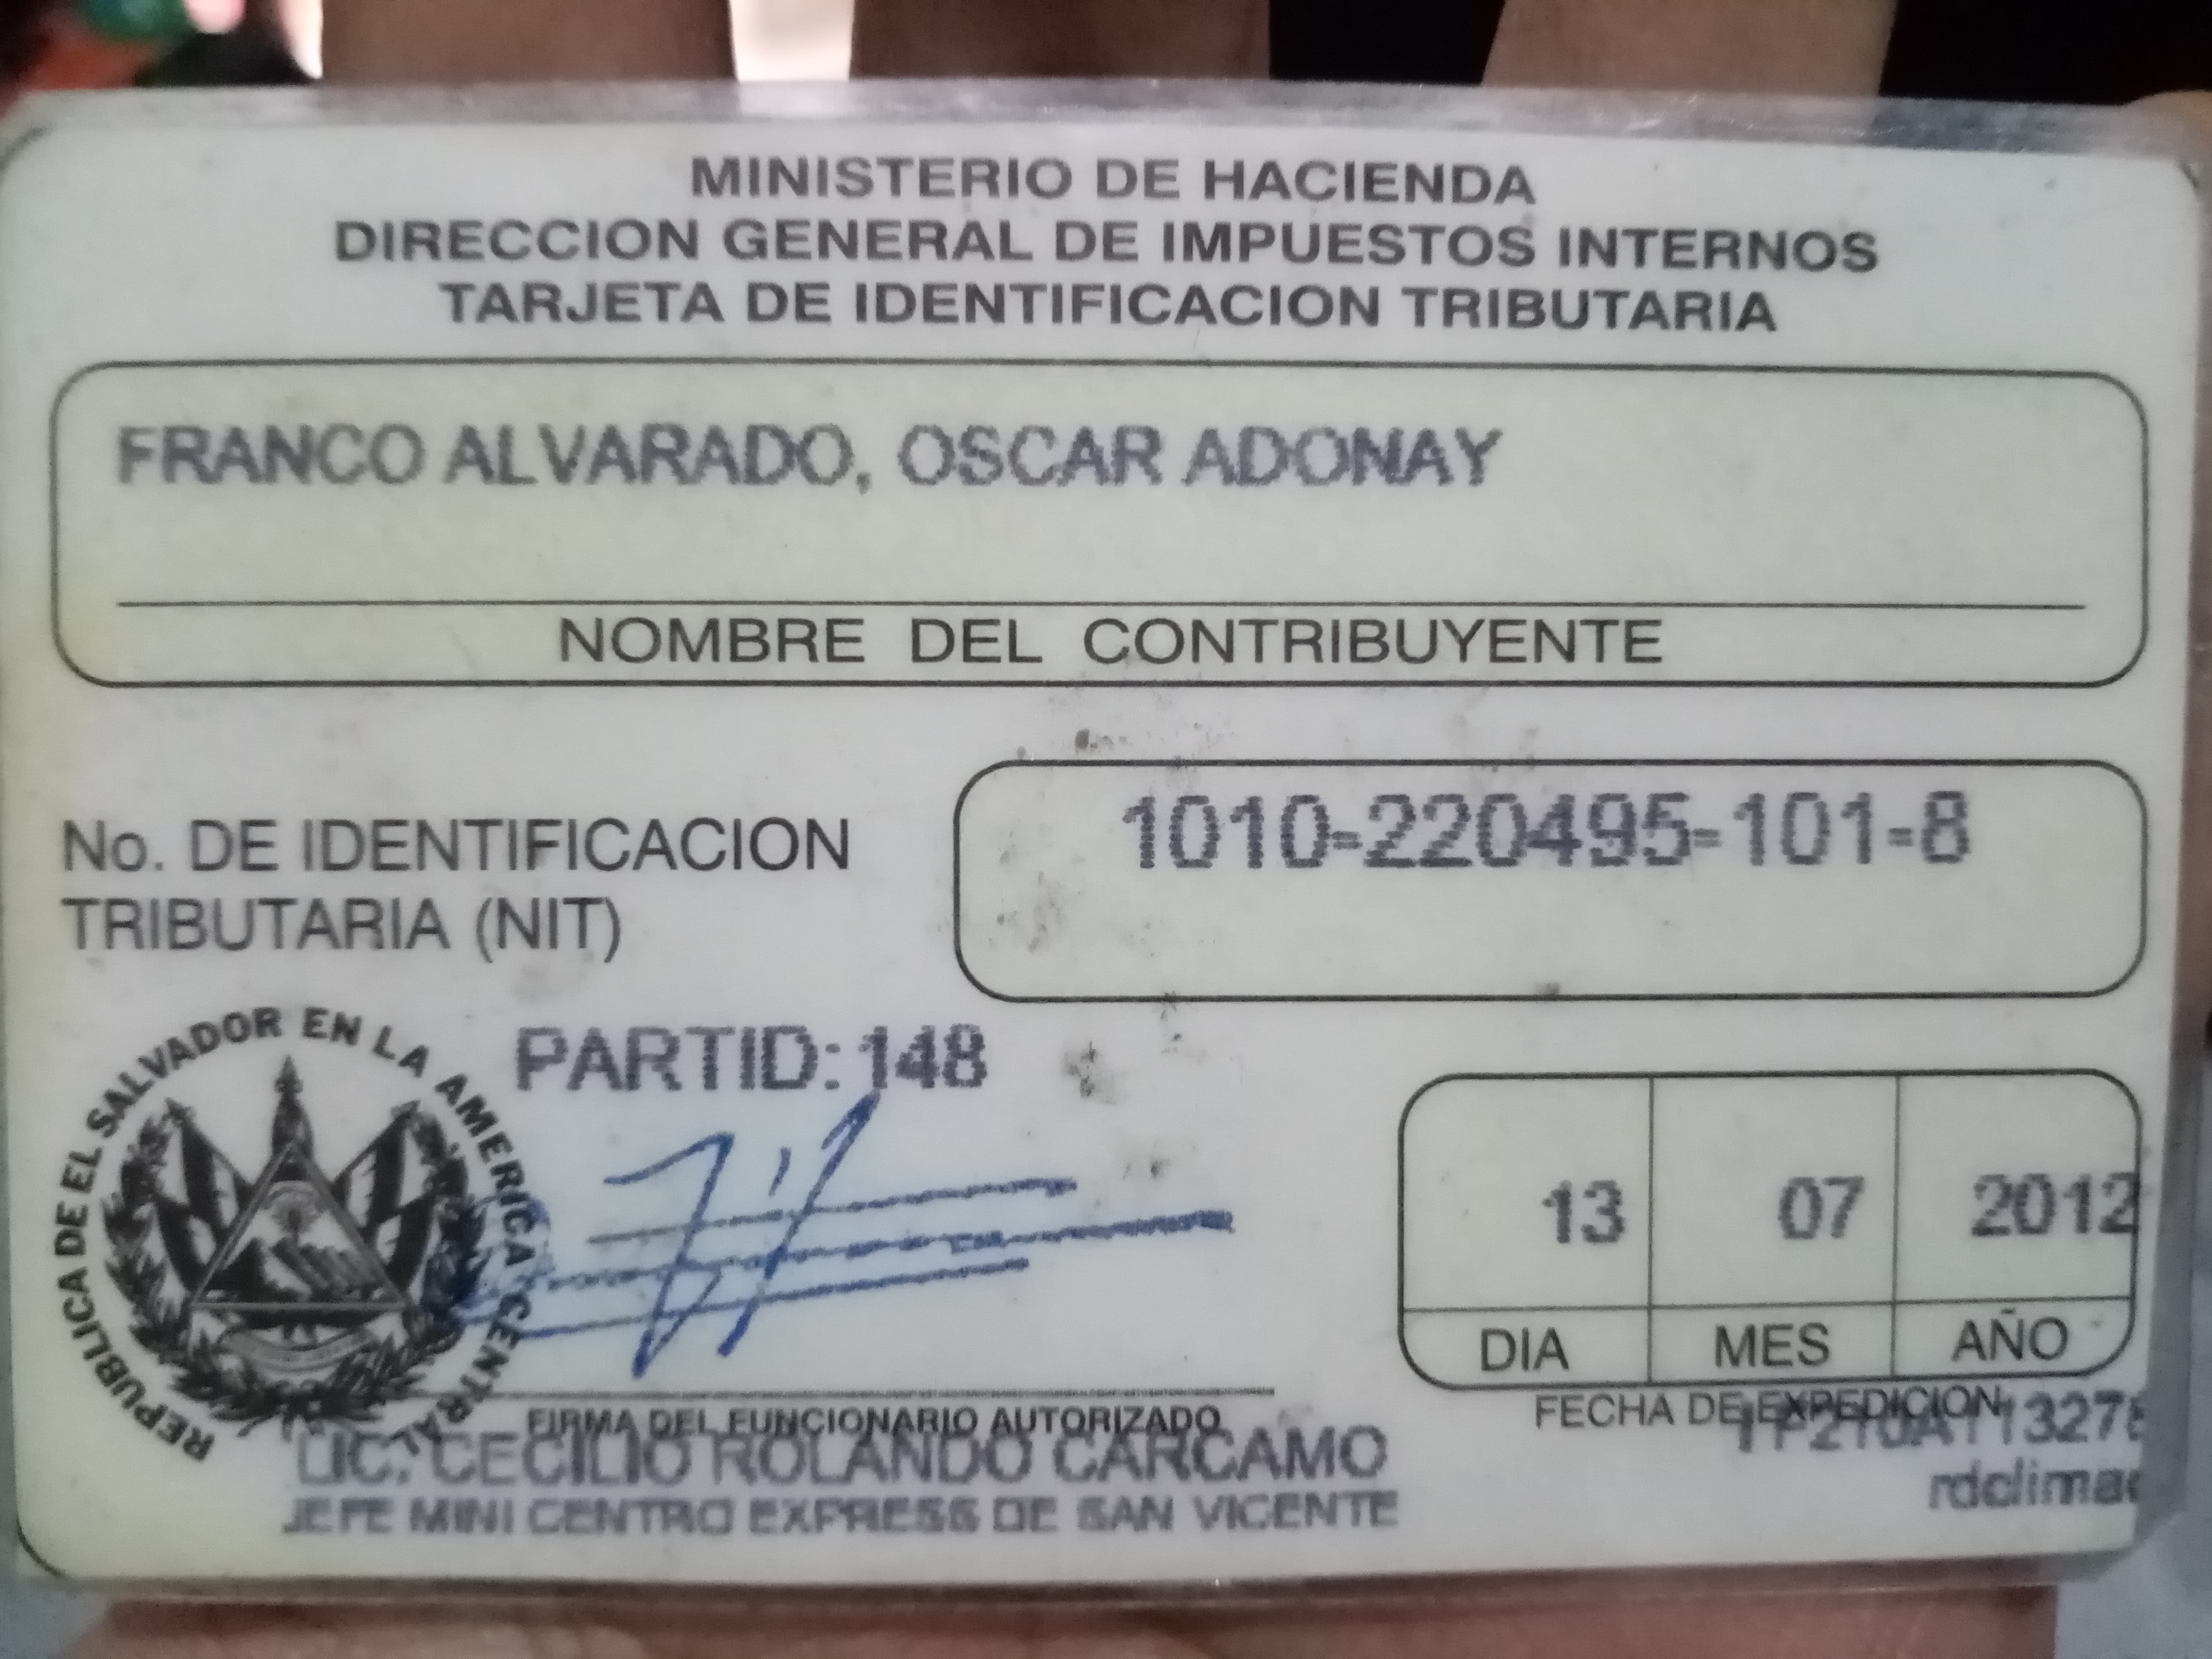 MINISTERIO DE HACIENDA
DIRECCION GENERAL DE IMPUESTOS INTERNOS
TARJETA DE IDENTIFICACION TRIBUTARIA
FRANCO ALVARADO, OSCAR ADONAY
NOMBRE DEL CONTRIBUYENTE
No. DE IDENTIFICACION
TRIBUTARIA (NIT)
1010-220495-101-8
REPUBLICA DE EL SALVADOR EN LA AMERICA CENTRAL
PARTID: 148
13 07 2012
DIA MES AÑO
FECHA DE EXPEDICION
FIRMA DEL FUNCIONARIO AUTORIZADO
LIC. CECILIO ROLANDO CARCAMO
rdclima
JEFE MINI CENTRO EXPRESS DE SAN VICENTE